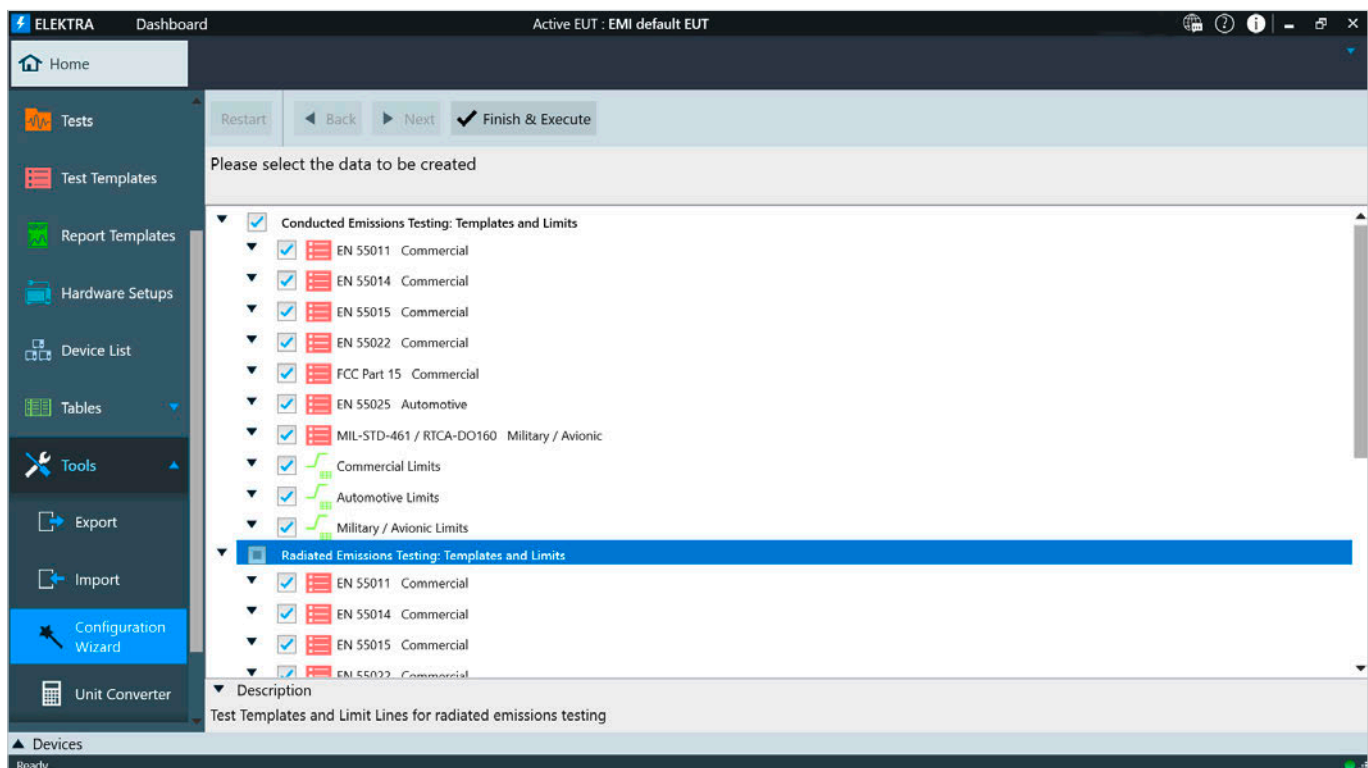 ELEKTRA Dashboard Active EUT : EMI default EUT
Home
Tests
Test Templates
Report Templates
Hardware Setups
Device List
Tables
Tools
Export
Import
Configuration
Wizard
Unit Converter
Restart Back Next Finish & Execute
Please select the data to be created
Conducted Emissions Testing: Templates and Limits
EN 55011 Commercial
EN 55014 Commercial
EN 55015 Commercial
EN 55022 Commercial
FCC Part 15 Commercial
EN 55025 Automotive
MIL-STD-461 / RTCA-DO160 Military / Avionic
Commercial Limits
Automotive Limits
Military / Avionic Limits
Radiated Emissions Testing: Templates and Limits
EN 55011 Commercial
EN 55014 Commercial
EN 55015 Commercial
EN 55022 Commercial
Description
Test Templates and Limit Lines for radiated emissions testing
Devices
Ready